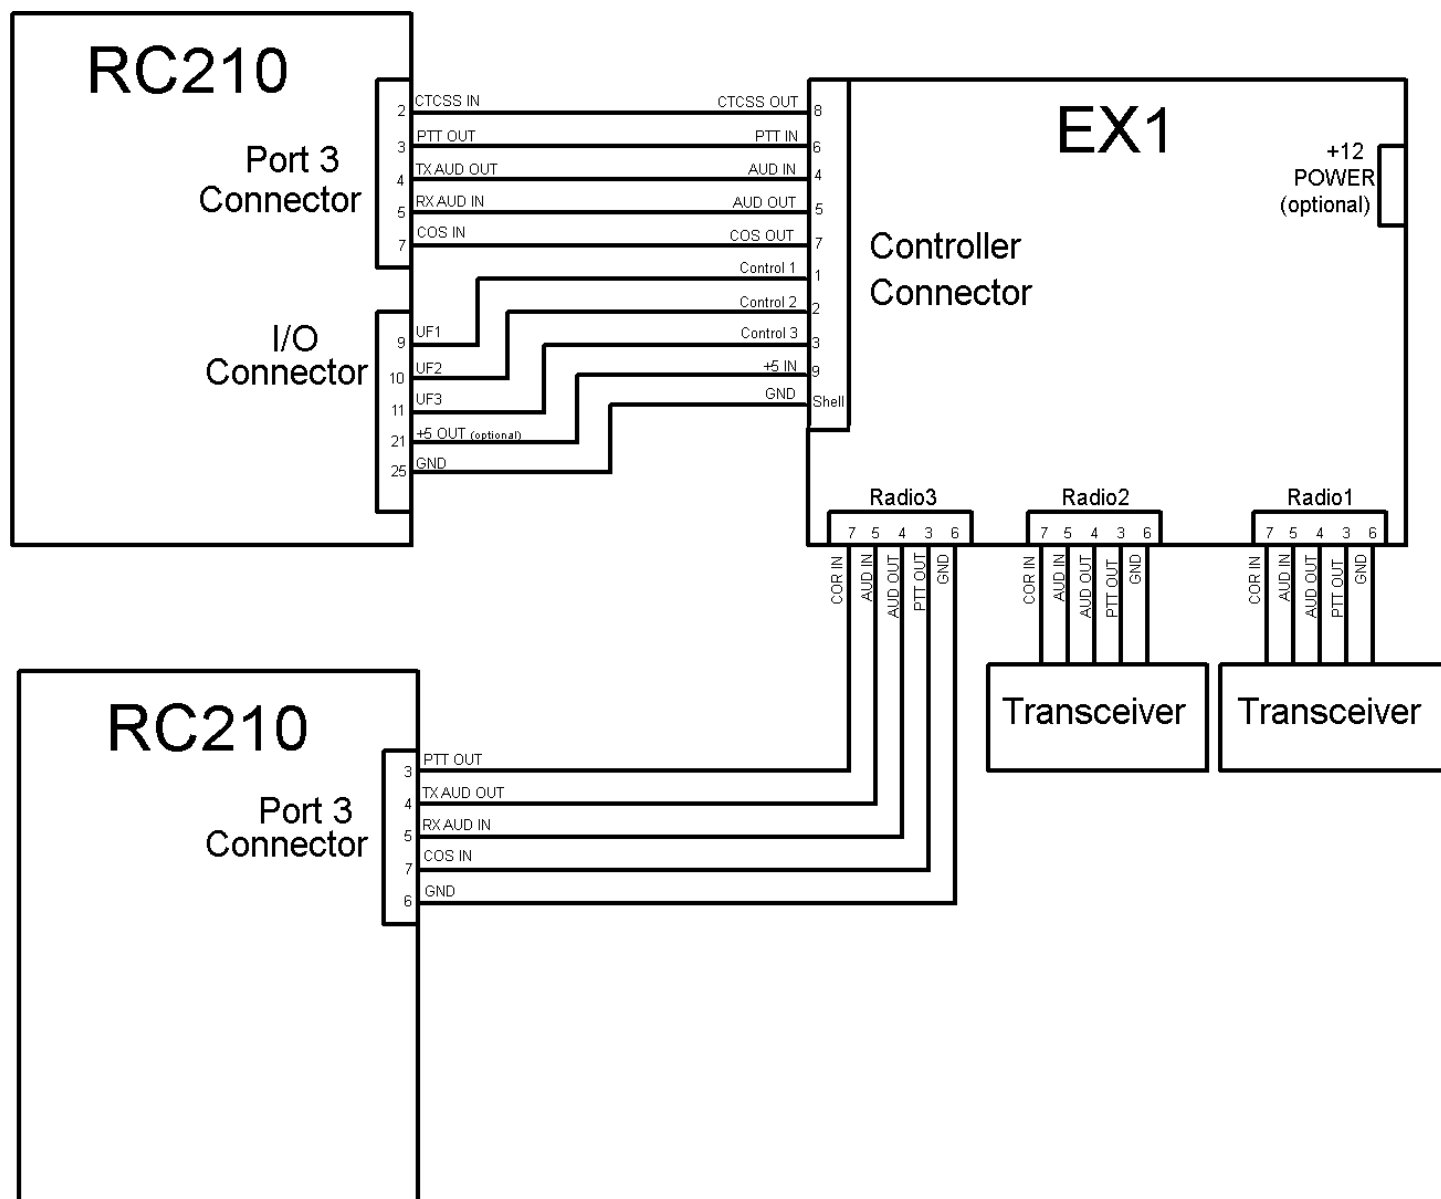 RC210
Port 3
Connector
2 CTCSS IN
3 PTT OUT
4 TX AUD OUT
5 RX AUD IN
7 COS IN
I/O
Connector
9 UF1
10 UF2
11 UF3
21 +5 OUT (optional)
25 GND
CTCSS OUT 8
PTT IN 6
AUD IN 4
AUD OUT 5
COS OUT 7
Control 1 1
Control 2 2
Control 3 3
+5 IN 9
GND Shell
EX1
Controller
Connector
+12
POWER
(optional)
Radio3
7 5 4 3 6
COR IN
AUD IN
AUD OUT
PTT OUT
GND
Radio2
7 5 4 3 6
COR IN
AUD IN
AUD OUT
PTT OUT
GND
Radio1
7 5 4 3 6
COR IN
AUD IN
AUD OUT
PTT OUT
GND
Transceiver
Transceiver
RC210
Port 3
Connector
3 PTT OUT
4 TX AUD OUT
5 RX AUD IN
7 COS IN
6 GND